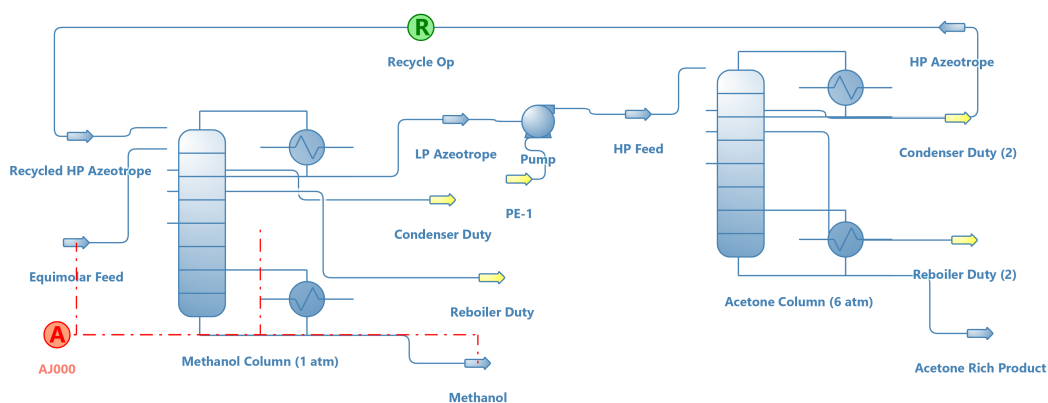 R
Recycle Op
HP Azeotrope
Recycled HP Azeotrope
LP Azeotrope
Pump
HP Feed
Condenser Duty (2)
PE-1
Condenser Duty
Equimolar Feed
Reboiler Duty (2)
Acetone Column (6 atm)
Reboiler Duty
A
AJ000
Methanol Column (1 atm)
Acetone Rich Product
Methanol